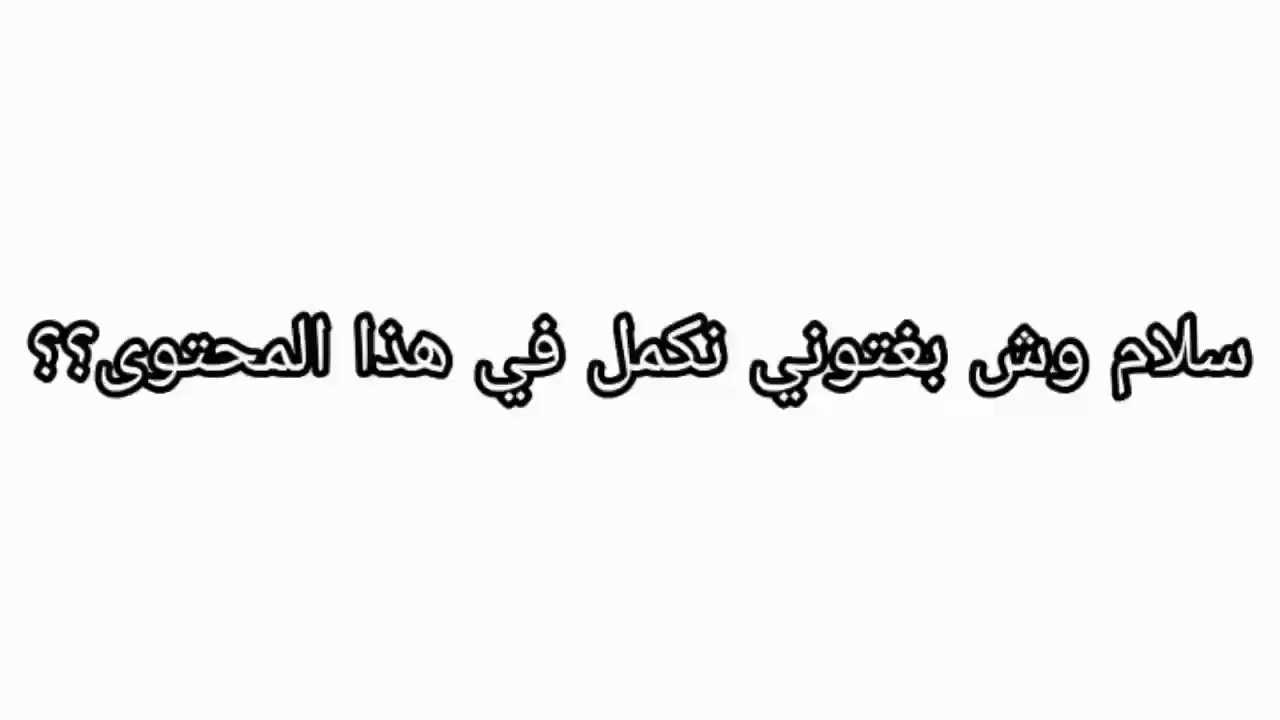 سلام وش بغتوني نكمل في هذا المحتوى؟؟